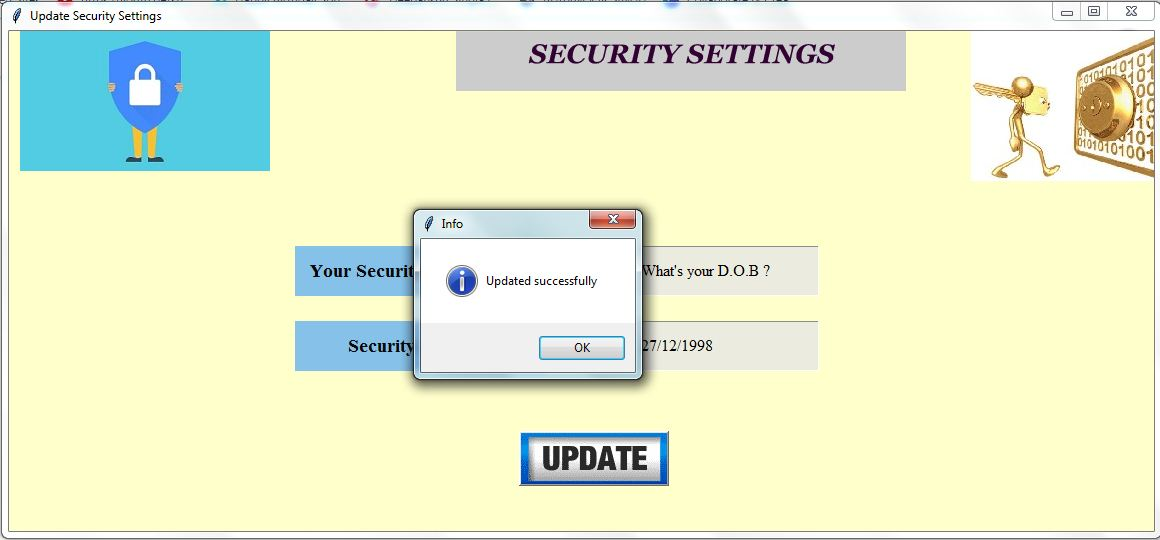 Update Security Settings
SECURITY SETTINGS
Info
Updated successfully
OK
Your Securit
What's your D.O.B ?
Security
27/12/1998
UPDATE